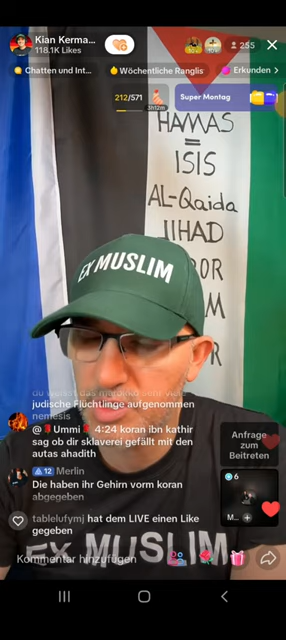 Kian Kerma...
118.1K Likes
255
Chatten und Int...
Wöchentliche Ranglis
Erkunden >
212/571
3h12m
Super Montag
HAMAS
=
ISIS
AL-Qaida
JIHAD
OR
M
R
EX MUSLIM
jüdische Flüchtlinge aufgenommen
nemesis
@🌹Ummi🌹 4:24 koran ibn kathir
sag ob dir sklaverei gefällt mit den
autas ahadith
12 Merlin
Die haben ihr Gehirn vorm koran
abgegeben
tablelufymj hat dem LIVE einen Like
gegeben
Anfrage
zum
Beitreten
6
M... +
EX MUSLIM
Kommentar hinzufügen